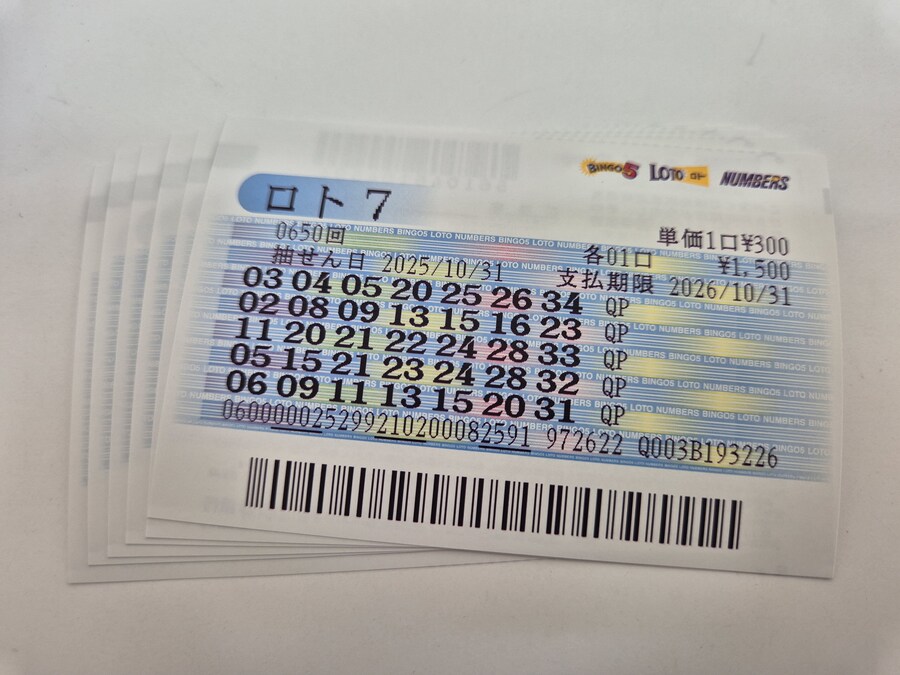 BINGO5 LOTO ロト NUMBERS
ロト7
単価1口¥300
0650回 各01口 ¥1,500
抽せん日 2025/10/31 支払期限 2026/10/31
03 04 05 20 25 26 34 QP
02 08 09 13 15 16 23 QP
11 20 21 22 24 28 33 QP
05 15 21 23 24 28 32 QP
06 09 11 13 15 20 31 QP
060000025299210200082591 972622 Q003B193226